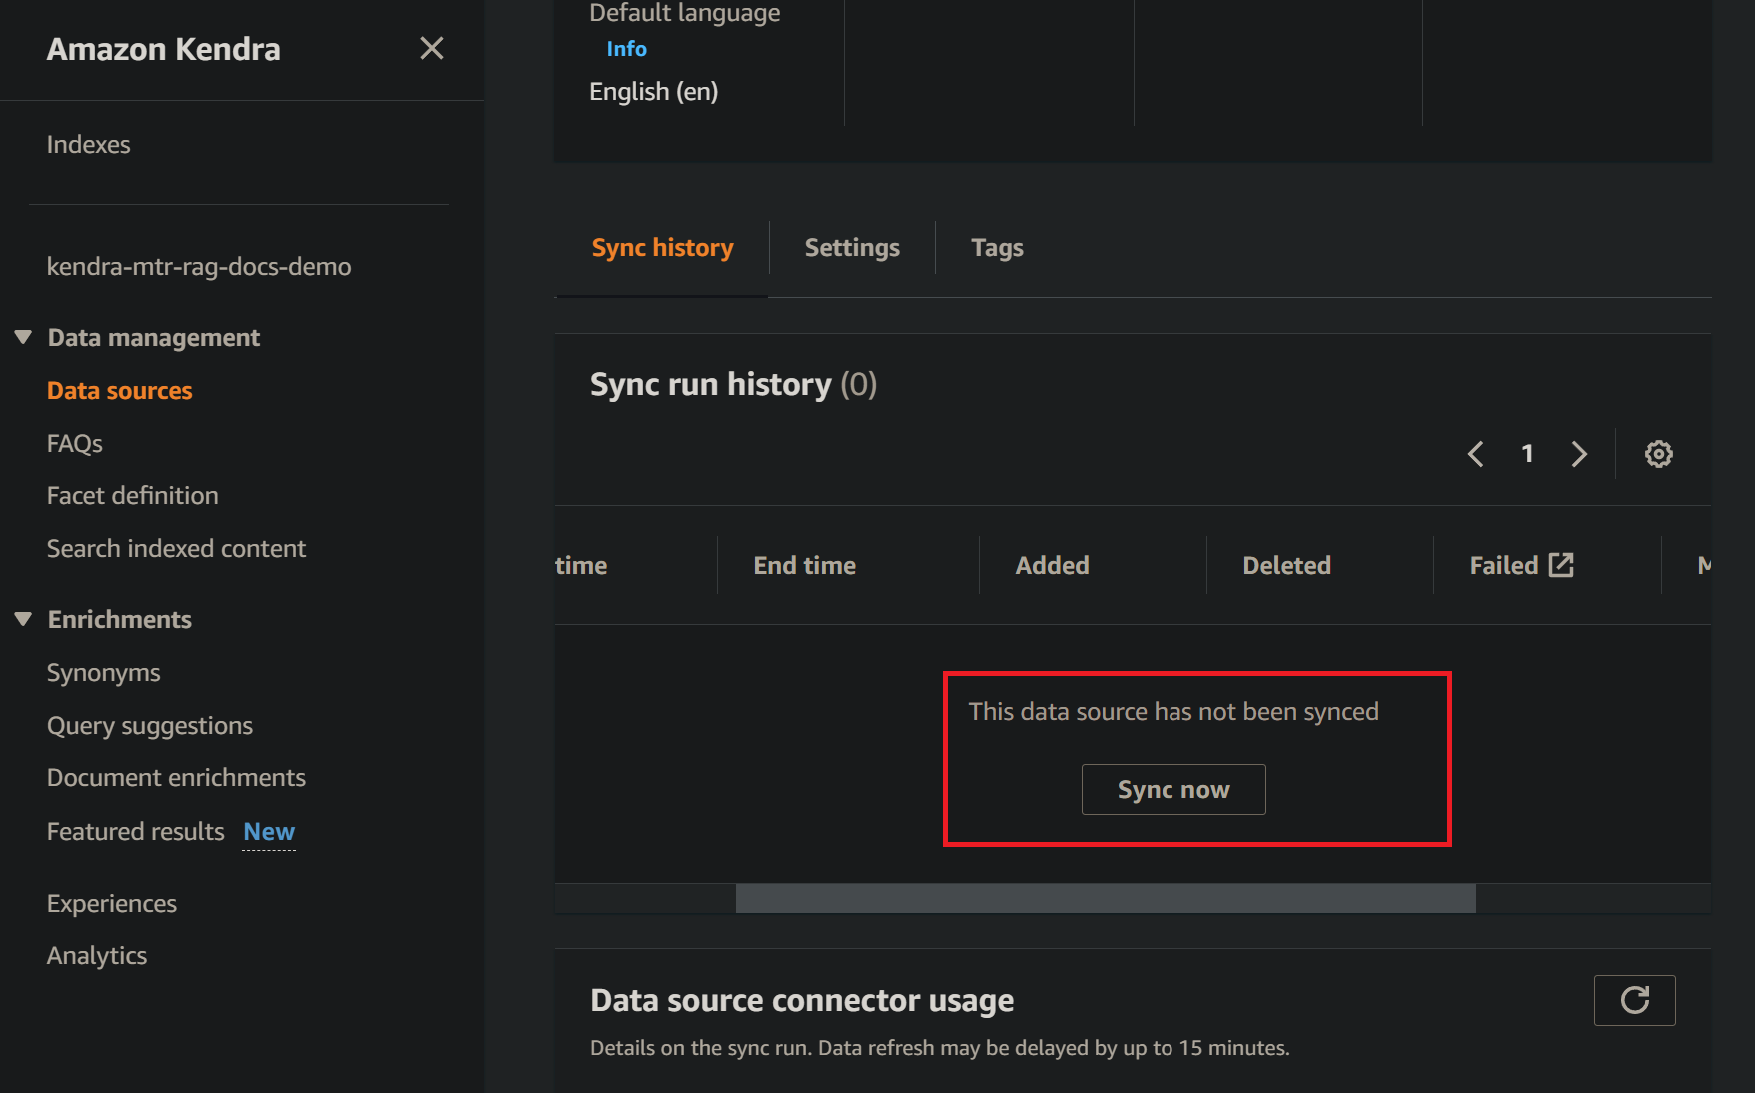 Amazon Kendra
Indexes
kendra-mtr-rag-docs-demo
Data management
Data sources
FAQs
Facet definition
Search indexed content
Enrichments
Synonyms
Query suggestions
Document enrichments
Featured results New
Experiences
Analytics
Default language
Info
English (en)
Sync history Settings Tags
Sync run history (0)
1
time End time Added Deleted Failed M
This data source has not been synced
Sync now
Data source connector usage
Details on the sync run. Data refresh may be delayed by up to 15 minutes.